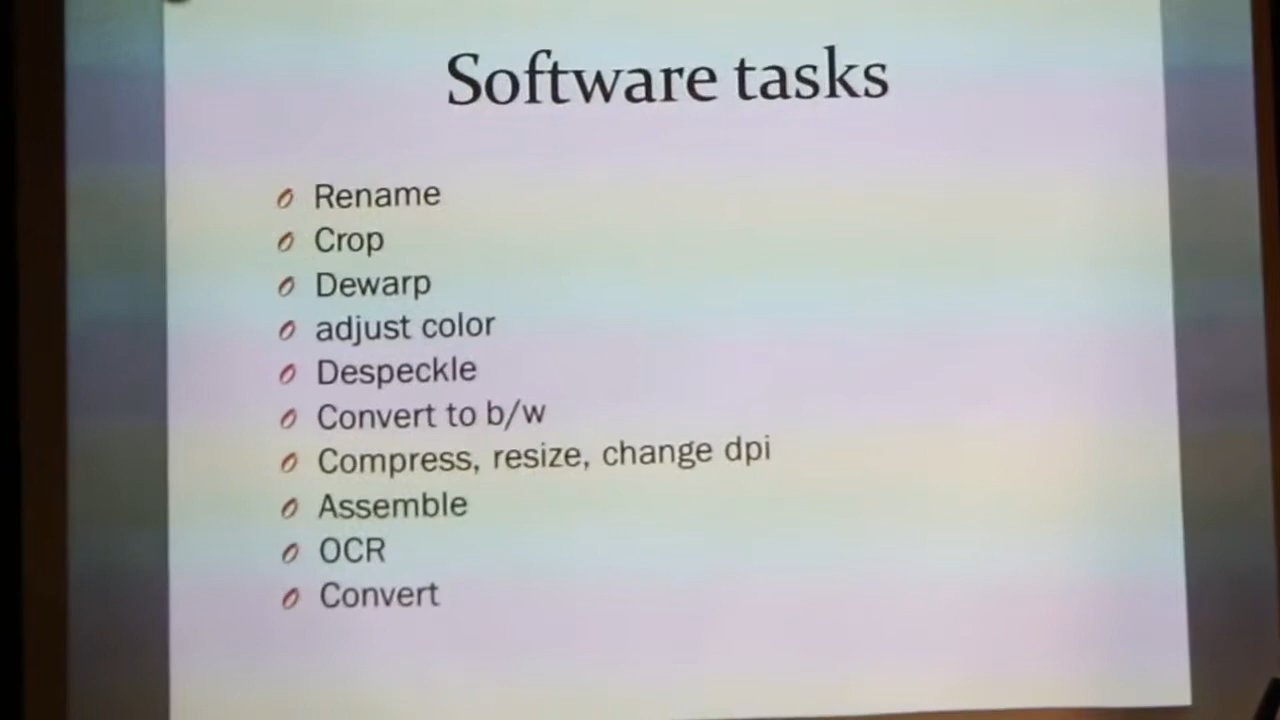 Software tasks
Rename
Crop
Dewarp
adjust color
Despeckle
Convert to b/w
Compress, resize, change dpi
Assemble
OCR
Convert